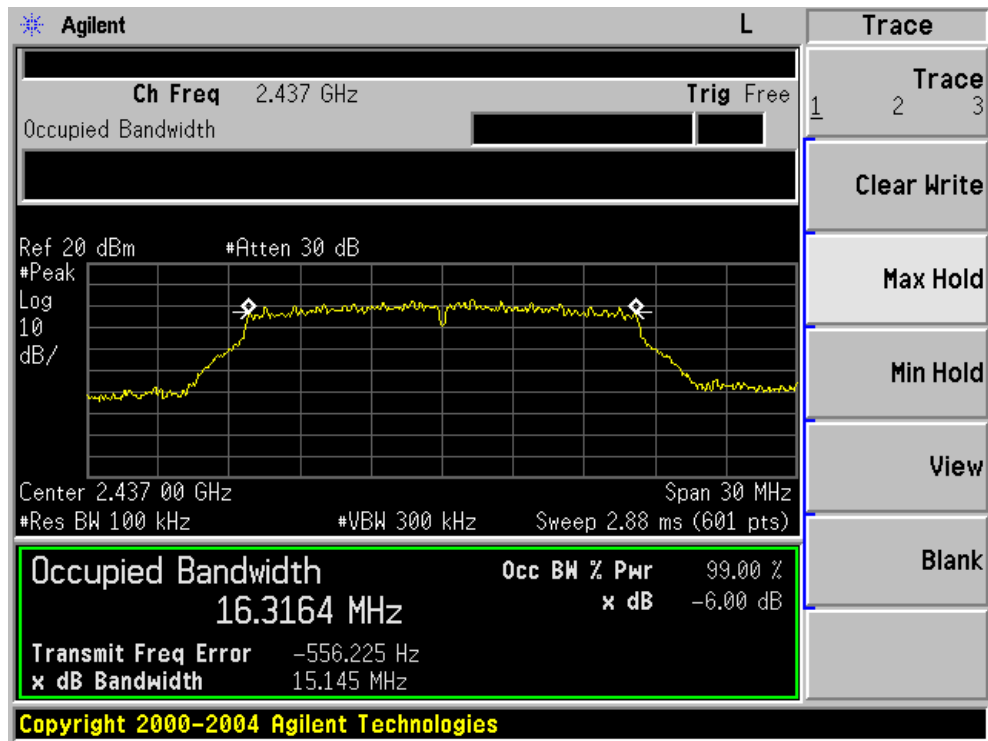 Agilent L Trace
Ch Freq 2.437 GHz Trig Free
Occupied Bandwidth
Trace
1 2 3
Clear Write
Ref 20 dBm #Atten 30 dB
#Peak
Log
10
dB/
Max Hold
Min Hold
View
Center 2.437 00 GHz Span 30 MHz
#Res BW 100 kHz #VBW 300 kHz Sweep 2.88 ms (601 pts)
Blank
Occupied Bandwidth Occ BW % Pwr 99.00 %
16.3164 MHz x dB -6.00 dB
Transmit Freq Error -556.225 Hz
x dB Bandwidth 15.145 MHz
Copyright 2000-2004 Agilent Technologies